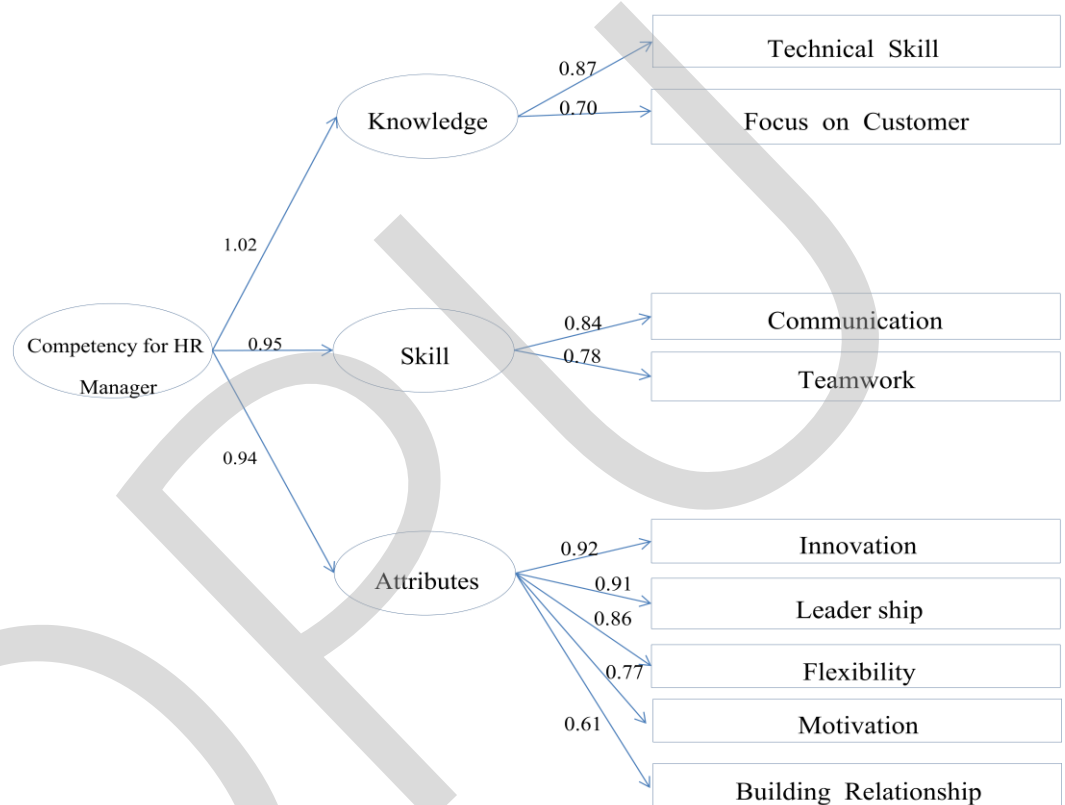 Technical Skill
0.87
Knowledge
0.70
Focus on Customer
1.02
Communication
0.84
Competency for HR
Manager
0.95
Skill
0.78
Teamwork
0.94
Innovation
0.92
Attributes
0.91
Leader ship
0.86
Flexibility
0.77
Motivation
0.61
Building Relationship